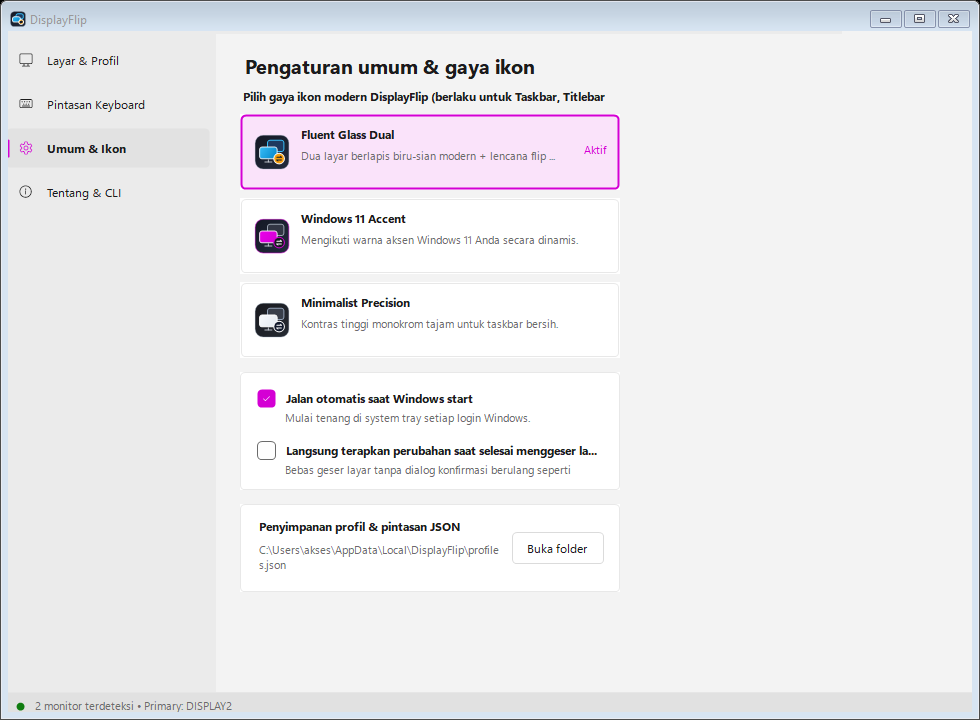 DisplayFlip
Layar & Profil
Pintasan Keyboard
Umum & Ikon
Tentang & CLI
Pengaturan umum & gaya ikon
Pilih gaya ikon modern DisplayFlip (berlaku untuk Taskbar, Titlebar
Fluent Glass Dual
Dua layar berlapis biru-sian modern + lencana flip ...
Aktif
Windows 11 Accent
Mengikuti warna aksen Windows 11 Anda secara dinamis.
Minimalist Precision
Kontras tinggi monokrom tajam untuk taskbar bersih.
Jalan otomatis saat Windows start
Mulai tenang di system tray setiap login Windows.
Langsung terapkan perubahan saat selesai menggeser la...
Bebas geser layar tanpa dialog konfirmasi berulang seperti
Penyimpanan profil & pintasan JSON
C:\Users\akses\AppData\Local\DisplayFlip\profile
s.json
Buka folder
2 monitor terdeteksi • Primary: DISPLAY2